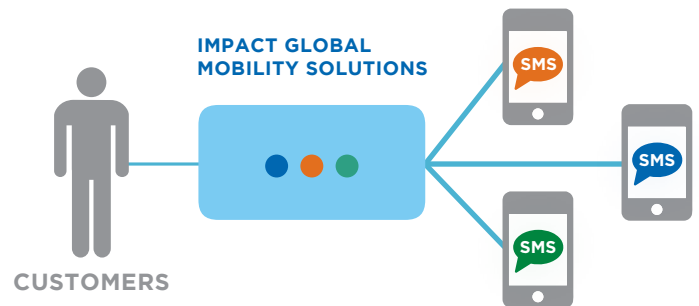 IMPACT GLOBAL
MOBILITY SOLUTIONS
SMS
SMS
SMS
CUSTOMERS